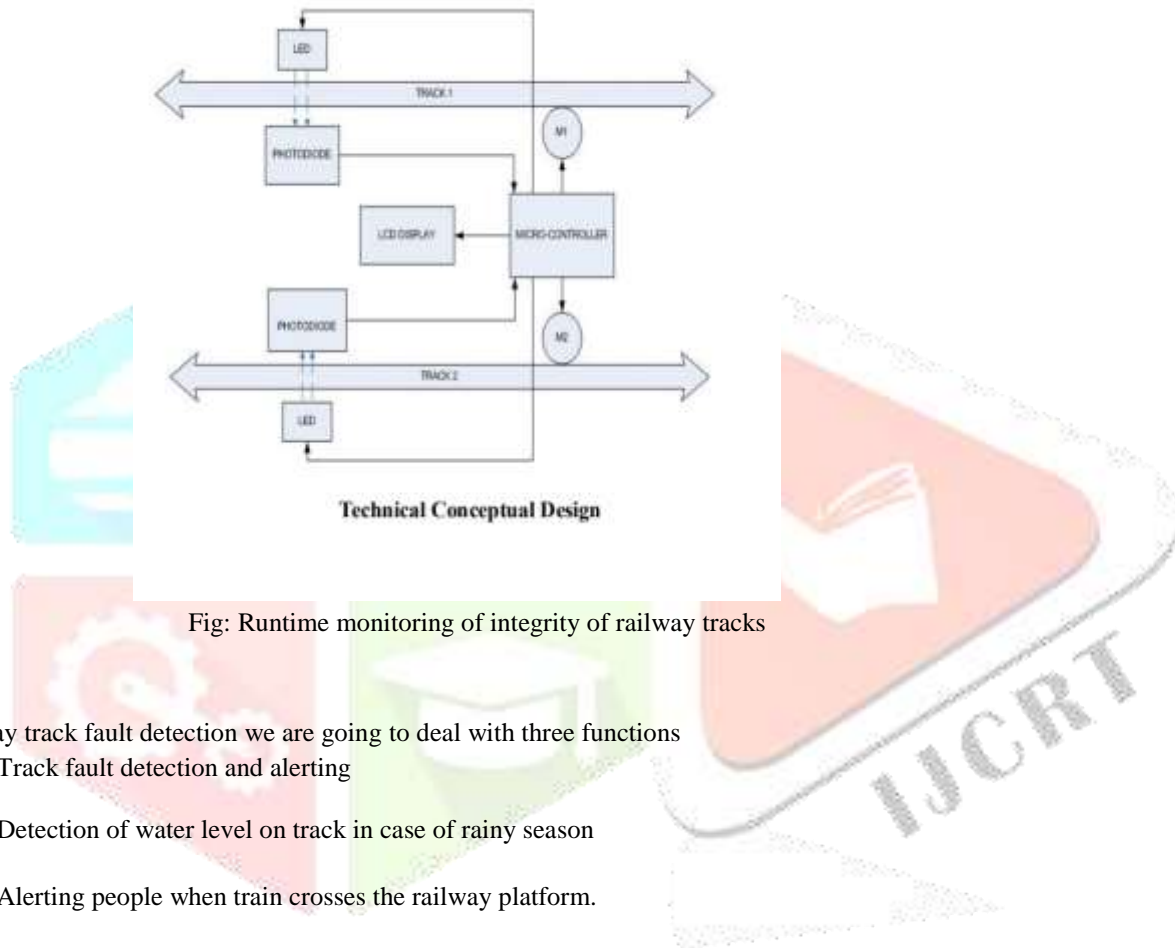 LED
TRACK 1
M1
PHOTODIODE
LCD DISPLAY
MICRO-CONTROLLER
PHOTODIODE
M2
TRACK 2
LED
Technical Conceptual Design
Fig: Runtime monitoring of integrity of railway tracks
ay track fault detection we are going to deal with three functions
Track fault detection and alerting
Detection of water level on track in case of rainy season
Alerting people when train crosses the railway platform.
IJCRT